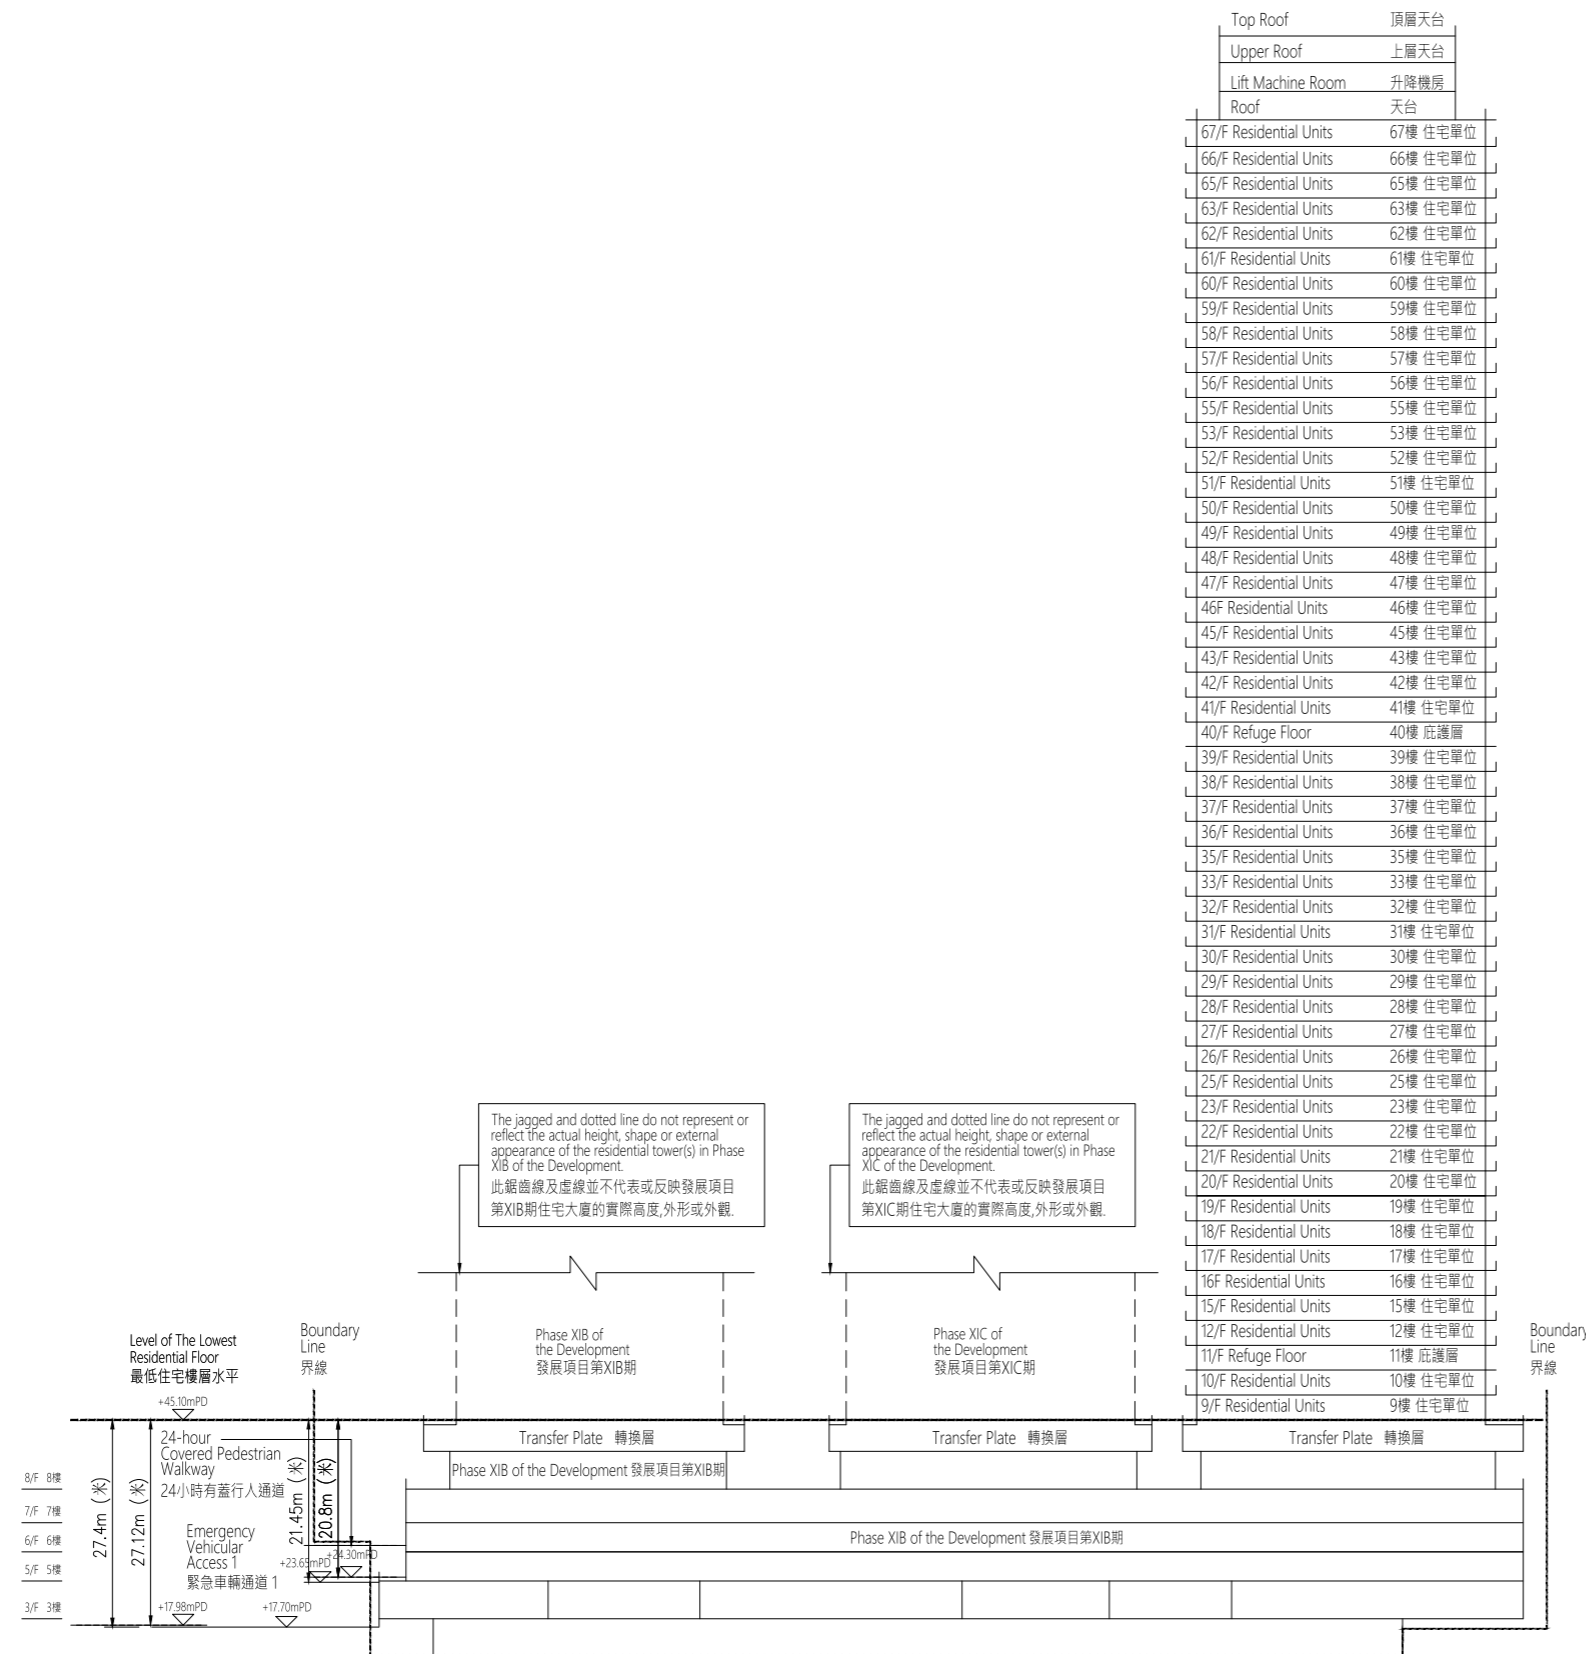 Top Roof 頂層天台
Upper Roof 上層天台
Lift Machine Room 升降機房
Roof 天台
67/F Residential Units 67樓 住宅單位
66/F Residential Units 66樓 住宅單位
65/F Residential Units 65樓 住宅單位
63/F Residential Units 63樓 住宅單位
62/F Residential Units 62樓 住宅單位
61/F Residential Units 61樓 住宅單位
60/F Residential Units 60樓 住宅單位
59/F Residential Units 59樓 住宅單位
58/F Residential Units 58樓 住宅單位
57/F Residential Units 57樓 住宅單位
56/F Residential Units 56樓 住宅單位
55/F Residential Units 55樓 住宅單位
53/F Residential Units 53樓 住宅單位
52/F Residential Units 52樓 住宅單位
51/F Residential Units 51樓 住宅單位
50/F Residential Units 50樓 住宅單位
49/F Residential Units 49樓 住宅單位
48/F Residential Units 48樓 住宅單位
47/F Residential Units 47樓 住宅單位
46F Residential Units 46樓 住宅單位
45/F Residential Units 45樓 住宅單位
43/F Residential Units 43樓 住宅單位
42/F Residential Units 42樓 住宅單位
41/F Residential Units 41樓 住宅單位
40/F Refuge Floor 40樓 庇護層
39/F Residential Units 39樓 住宅單位
38/F Residential Units 38樓 住宅單位
37/F Residential Units 37樓 住宅單位
36/F Residential Units 36樓 住宅單位
35/F Residential Units 35樓 住宅單位
33/F Residential Units 33樓 住宅單位
32/F Residential Units 32樓 住宅單位
31/F Residential Units 31樓 住宅單位
30/F Residential Units 30樓 住宅單位
29/F Residential Units 29樓 住宅單位
28/F Residential Units 28樓 住宅單位
27/F Residential Units 27樓 住宅單位
26/F Residential Units 26樓 住宅單位
25/F Residential Units 25樓 住宅單位
23/F Residential Units 23樓 住宅單位
22/F Residential Units 22樓 住宅單位
21/F Residential Units 21樓 住宅單位
20/F Residential Units 20樓 住宅單位
19/F Residential Units 19樓 住宅單位
18/F Residential Units 18樓 住宅單位
17/F Residential Units 17樓 住宅單位
16F Residential Units 16樓 住宅單位
15/F Residential Units 15樓 住宅單位
12/F Residential Units 12樓 住宅單位
11/F Refuge Floor 11樓 庇護層
10/F Residential Units 10樓 住宅單位
9/F Residential Units 9樓 住宅單位
The jagged and dotted line do not represent or
reflect the actual height, shape or external
appearance of the residential tower(s) in Phase
XIB of the Development.
此鋸齒線及虛線並不代表或反映發展項目
第XIB期住宅大廈的實際高度,外形或外觀.
The jagged and dotted line do not represent or
reflect the actual height, shape or external
appearance of the residential tower(s) in Phase
XIC of the Development.
此鋸齒線及虛線並不代表或反映發展項目
第XIC期住宅大廈的實際高度,外形或外觀.
Level of The Lowest
Residential Floor
最低住宅樓層水平
+45.10mPD
Boundary
Line
界線
Phase XIB of
the Development
發展項目第XIB期
Phase XIC of
the Development
發展項目第XIC期
Boundary
Line
界線
24-hour
Covered Pedestrian
Walkway
24小時有蓋行人通道
Transfer Plate 轉換層
Transfer Plate 轉換層
Transfer Plate 轉換層
Phase XIB of the Development 發展項目第XIB期
Phase XIB of the Development 發展項目第XIB期
8/F 8樓
7/F 7樓
6/F 6樓
5/F 5樓
3/F 3樓
27.4m (米)
27.12m (米)
21.45m (米)
20.8m (米)
Emergency
Vehicular
Access 1
緊急車輛通道 1
+23.65mPD
+24.30mPD
+17.98mPD
+17.70mPD